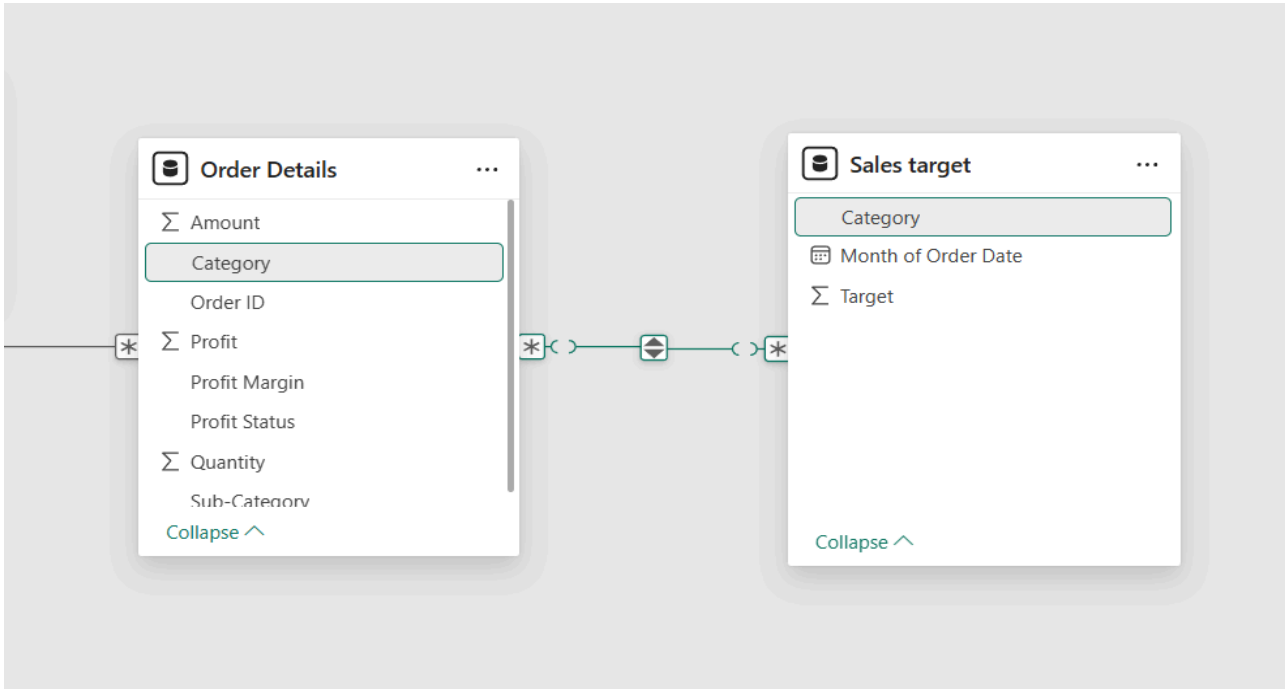 Order Details
Amount
Category
Order ID
Profit
Profit Margin
Profit Status
Quantity
Sub-Category
Collapse
Sales target
Category
Month of Order Date
Target
Collapse